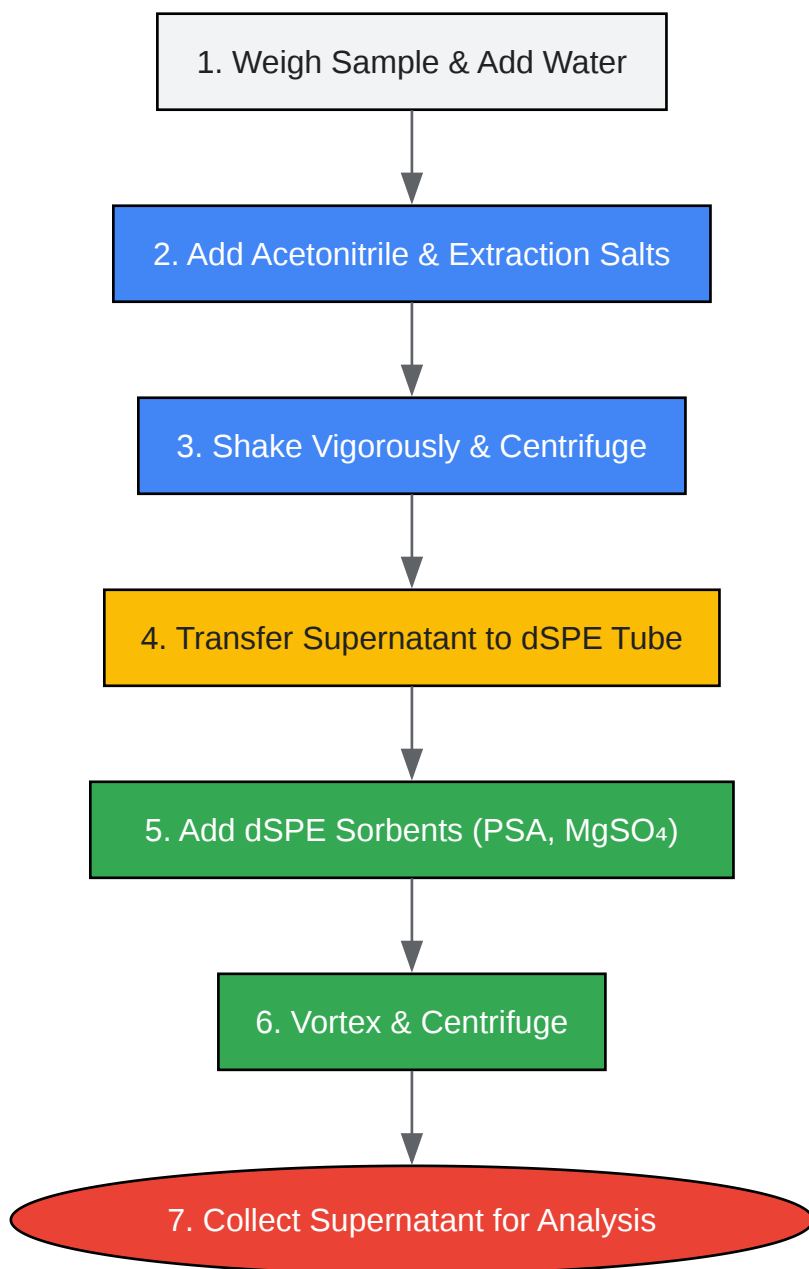 1. Weigh Sample & Add Water
2. Add Acetonitrile & Extraction Salts
3. Shake Vigorously & Centrifuge
4. Transfer Supernatant to dSPE Tube
5. Add dSPE Sorbents (PSA, MgSO₄)
6. Vortex & Centrifuge
7. Collect Supernatant for Analysis